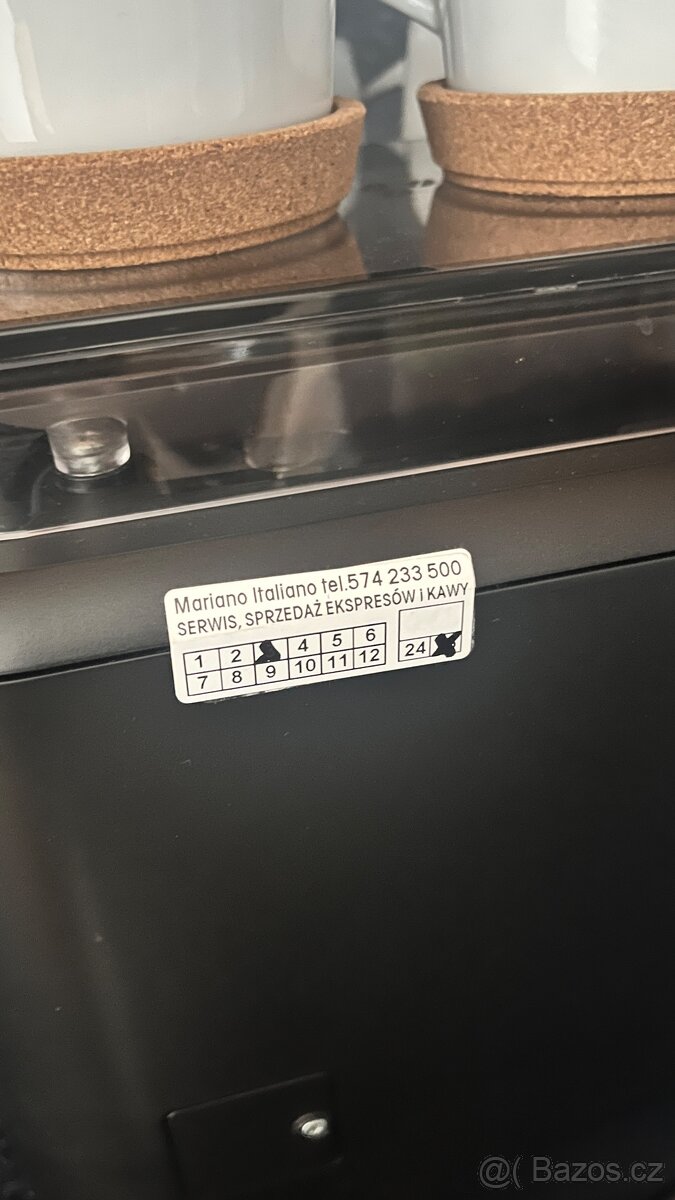 Mariano Italiano tel.574 233 500
SERWIS, SPRZEDAŻ EKSPRESÓW i KAWY
1 2 4 5 6
7 8 9 10 11 12 24
@( Bazos.cz